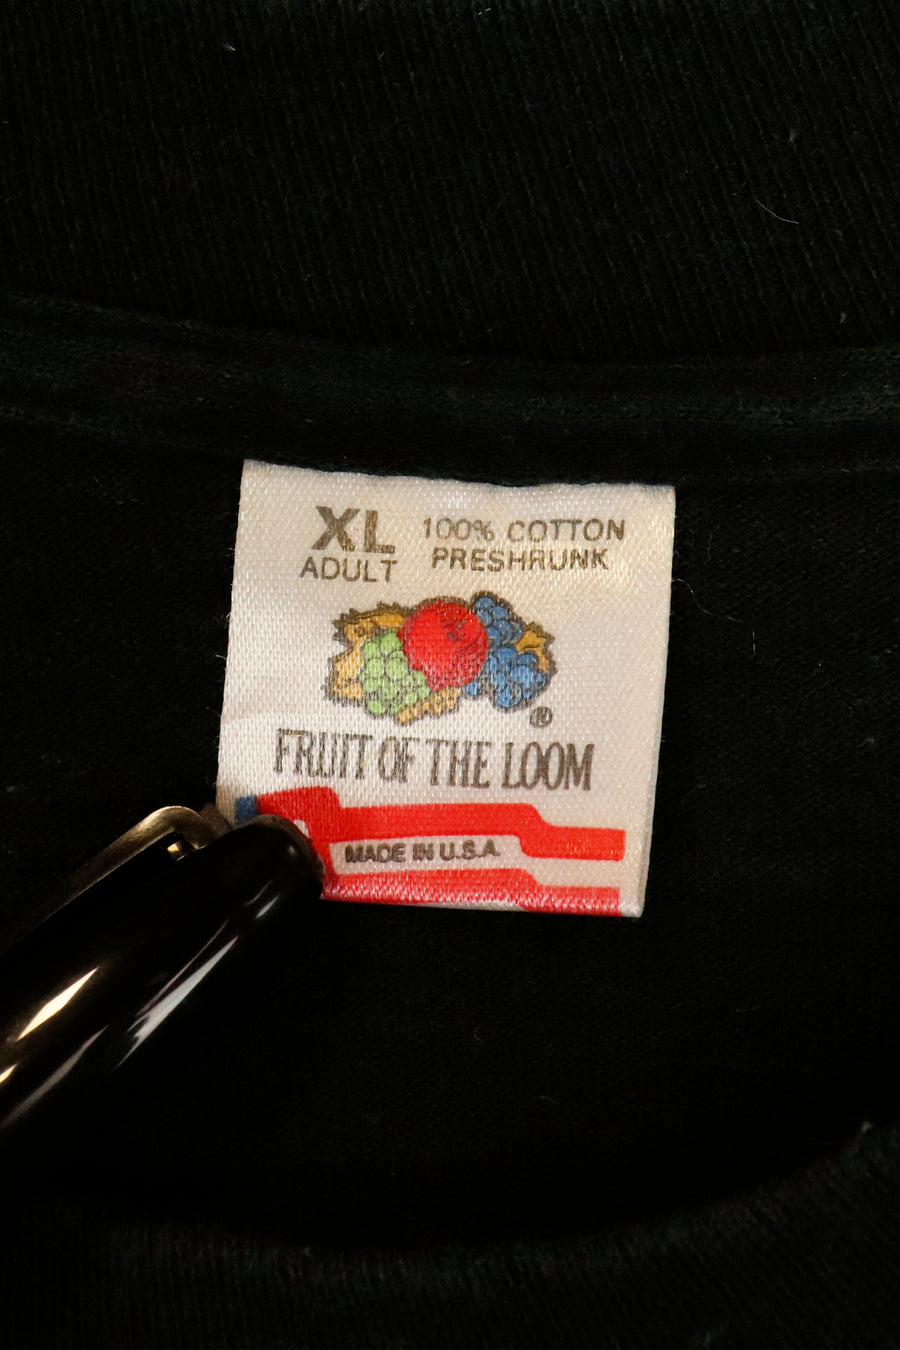 XL
ADULT
100% COTTON
PRESHRUNK
®
FRUIT OF THE LOOM
MADE IN U.S.A.